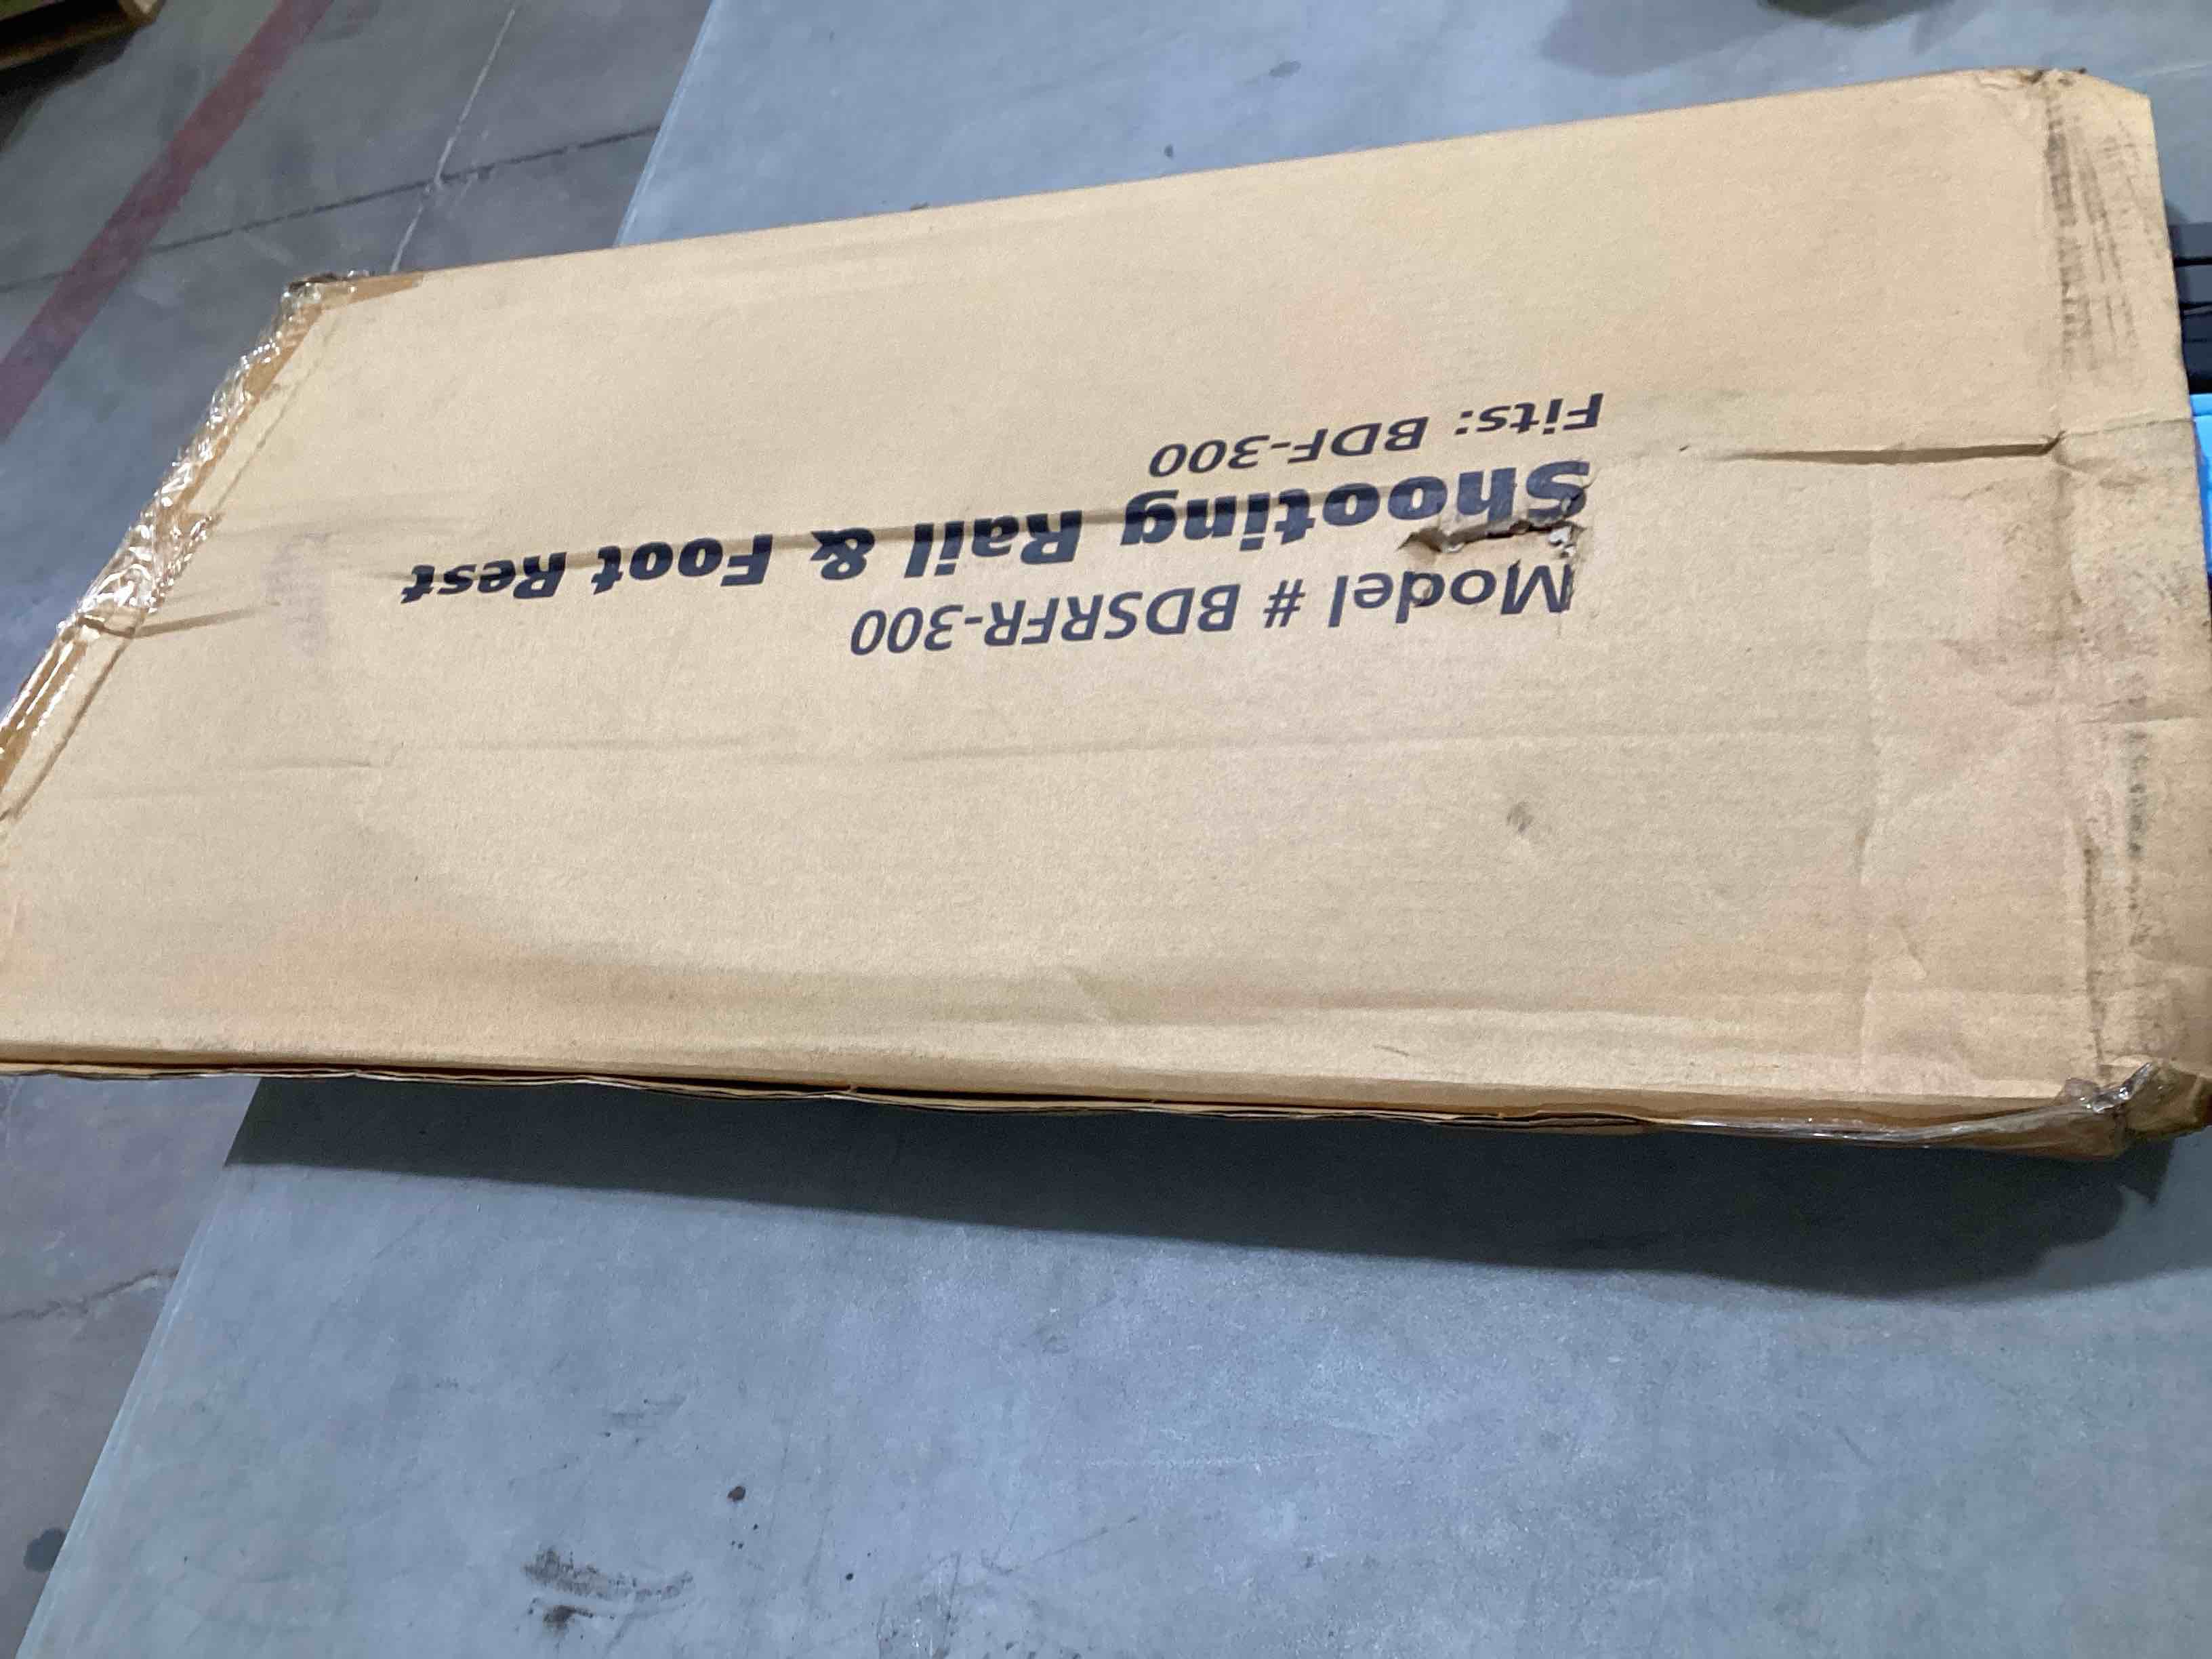 Model # BDSRFR-300
Shooting Rail & Foot Rest
Fits: BDF-300